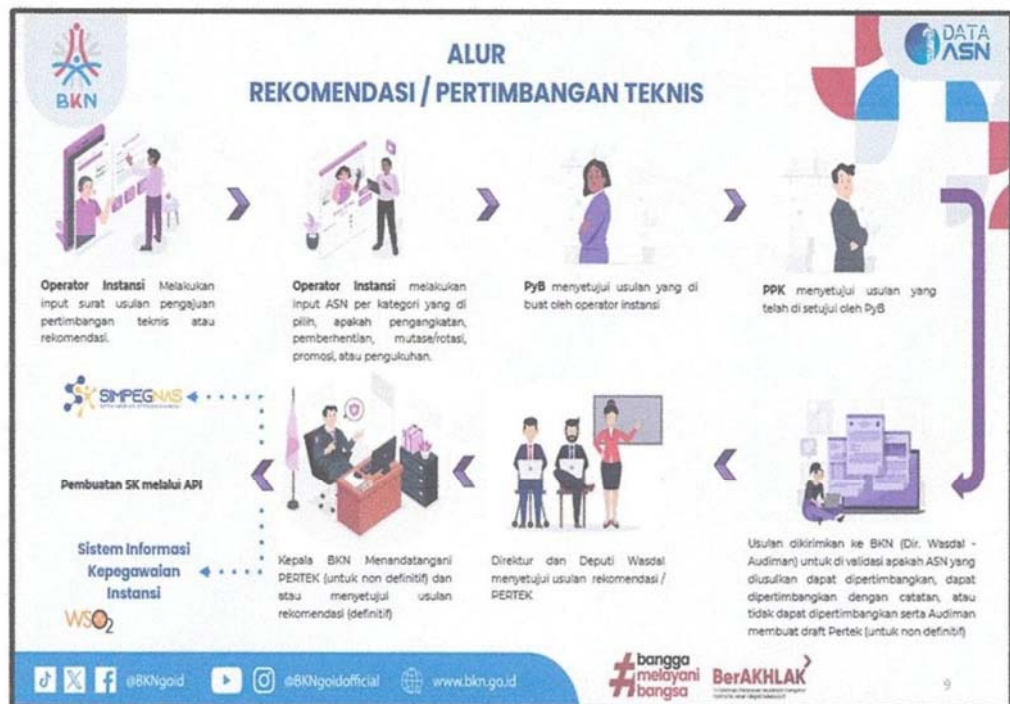 BKN
ALUR
REKOMENDASI / PERTIMBANGAN TEKNIS
DATA
ASN
Operator Instansi Melakukan
input surat usulan pengajuan
pertimbangan teknis atau
rekomendasi.
Operator Instansi melakukan
input ASN per kategori yang di
pilih, apakah pengangkatan,
pemberhentian, mutase/rotasi,
promosi, atau pengukuhan.
PyB menyetujui usulan yang di
buat oleh operator instansi
PPK menyetujui usulan yang
telah di setujui oleh PyB
SIMPEGNAS
Pembuatan SK melalui API
Sistem Informasi
Kepegawaian
Instansi
WSO2
Kepala BKN Menandatangani
PERTEK (untuk non definitif) dan
atau menyetujui usulan
rekomendasi (definitif)
Direktur dan Deputi Wasdal
menyetujui usulan rekomendasi /
PERTEK
Usulan dikirimkan ke BKN (Dir. Wasdal -
Audiman) untuk di validasi apakah ASN yang
diusulkan dapat dipertimbangkan, dapat
dipertimbangkan dengan catatan, atau
tidak dapat dipertimbangkan serta Audiman
membuat draft Pertek (untuk non definitif)
@BKNgoid
@BKNgoidofficial
www.bkn.go.id
#bangga
melayani
bangsa
BerAKHLAK
9